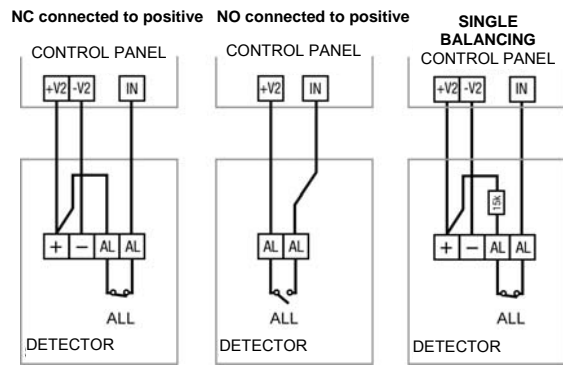 NC connected to positive
CONTROL PANEL
+V2 -V2 IN
+ − AL AL
ALL
DETECTOR
NO connected to positive
CONTROL PANEL
+V2 IN
AL AL
ALL
DETECTOR
SINGLE
BALANCING
CONTROL PANEL
+V2 -V2 IN
15k
+ − AL AL
ALL
DETECTOR